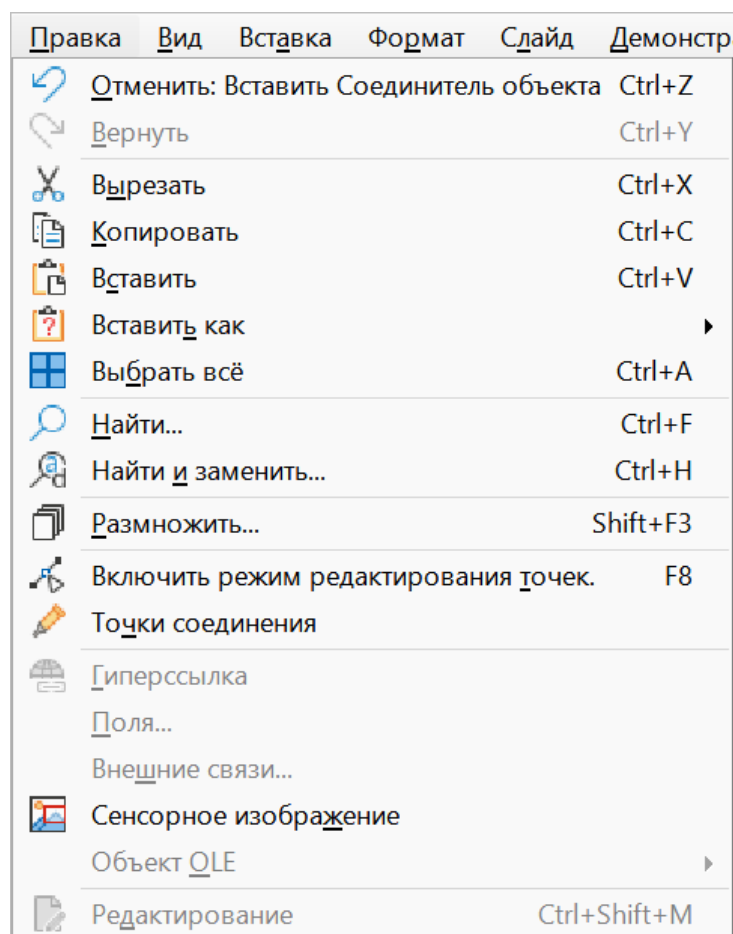 Правка Вид Вставка Формат Слайд Демонстр
Отменить: Вставить Соединитель объекта Ctrl+Z
Вернуть Ctrl+Y
Вырезать Ctrl+X
Копировать Ctrl+C
Вставить Ctrl+V
Вставить как
Выбрать всё Ctrl+A
Найти... Ctrl+F
Найти и заменить... Ctrl+H
Размножить... Shift+F3
Включить режим редактирования точек. F8
Точки соединения
Гиперссылка
Поля...
Внешние связи...
Сенсорное изображение
Объект OLE
Редактирование Ctrl+Shift+M